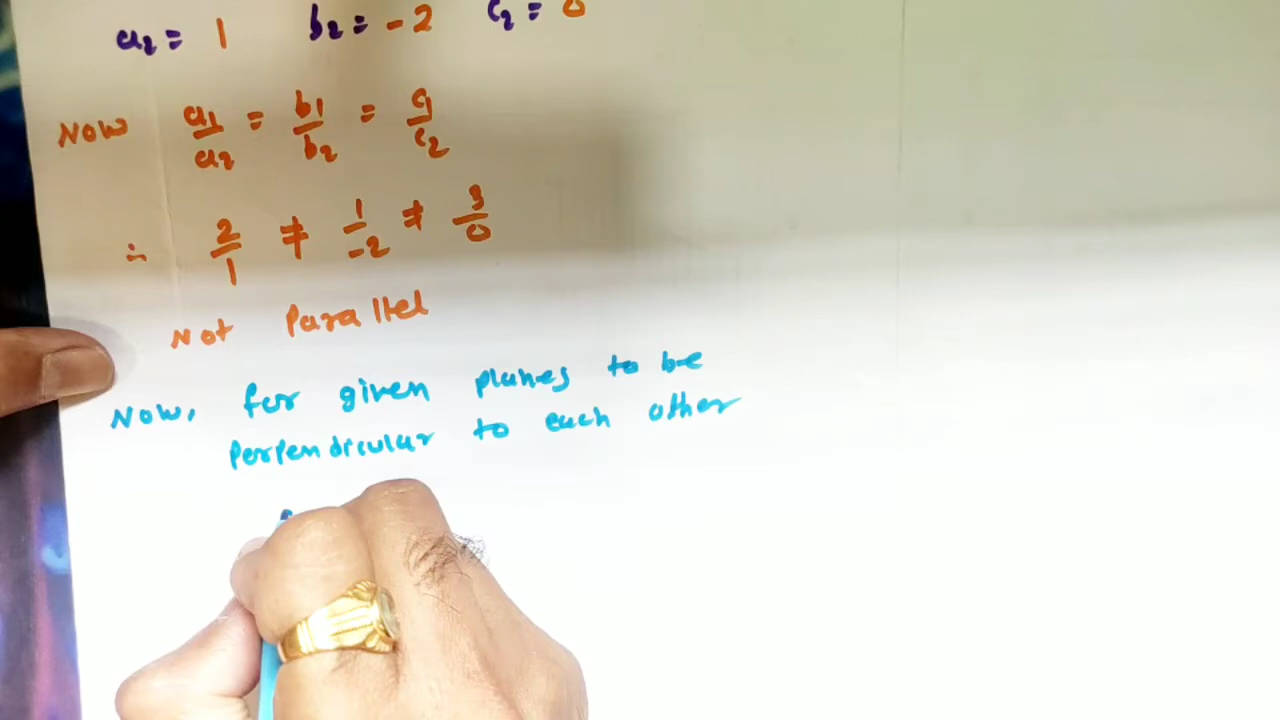 a₂ = 1 b₂ = -2 c₂ = 0
Now a₁/a₂ = b₁/b₂ = c₁/c₂
∴ 2/1 ≠ 1/-2 ≠ 3/0
Not Parallel
Now, for given planes to be
perpendicular to each other